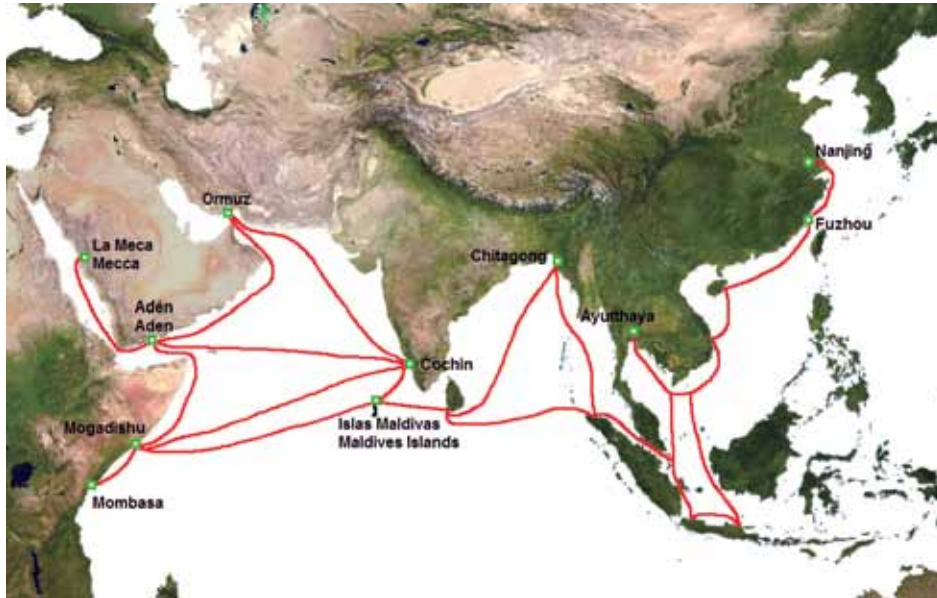 Nanjing
Ormuz
Fuzhou
La Meca
Mecca
Chitagong
Adén
Aden
Ayutthaya
Cochin
Islas Maldivas
Maldives Islands
Mogadishu
Mombasa